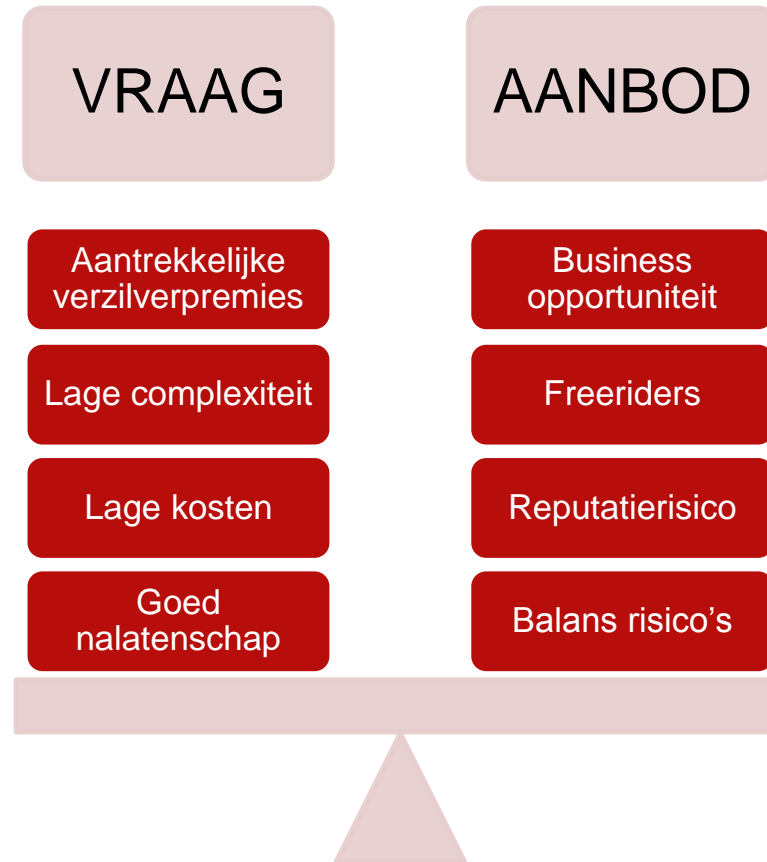 VRAAG
Aantrekkelijke
verzilverpremies
Lage complexiteit
Lage kosten
Goed
nalatenschap
AANBOD
Business
opportuniteit
Freeriders
Reputatierisico
Balans risico’s